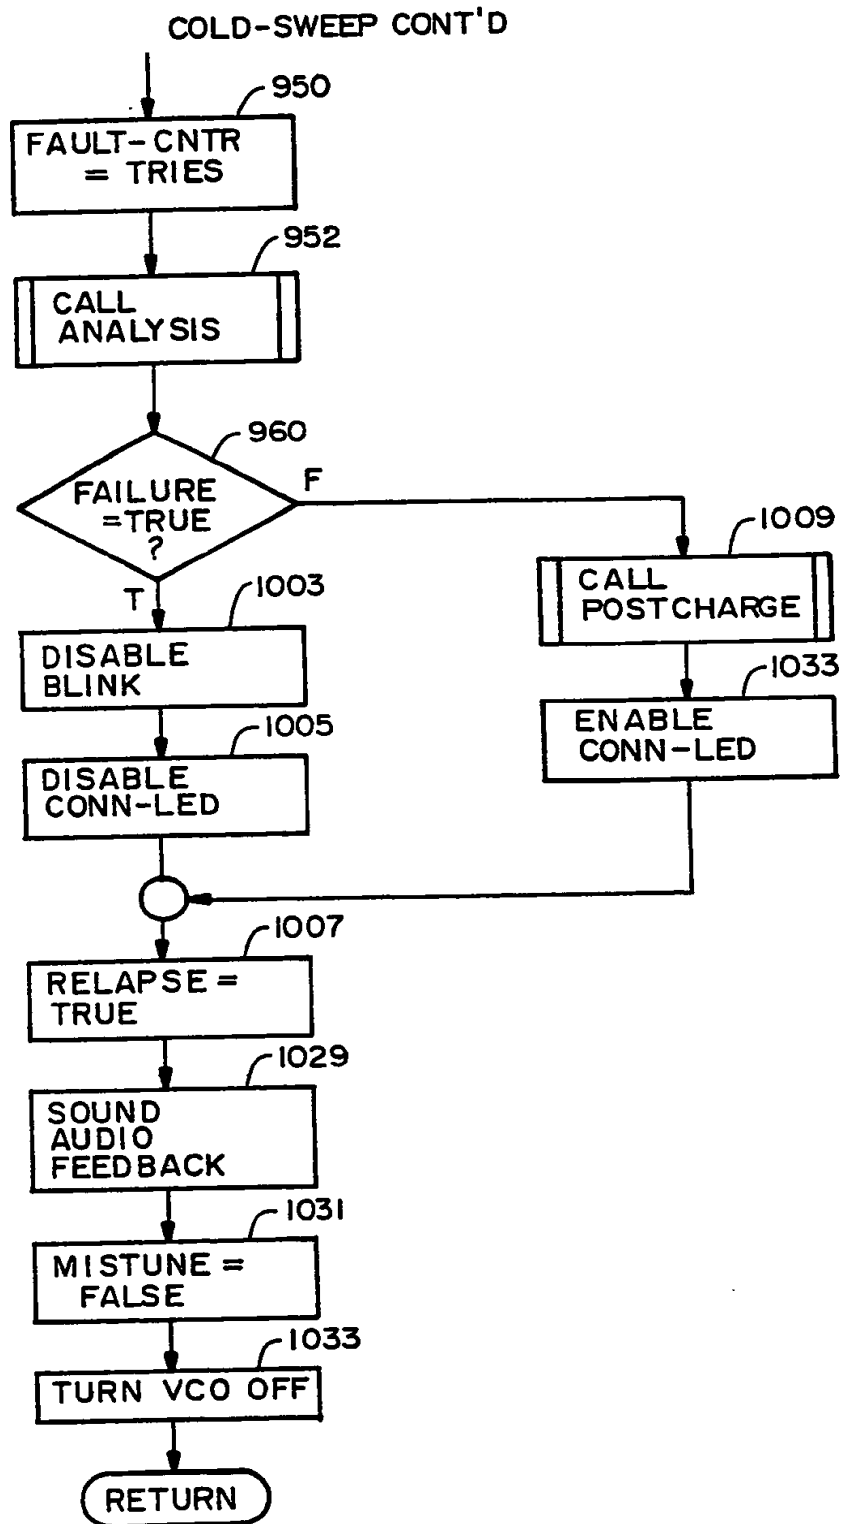 COLD-SWEEP CONT'D
950
FAULT-CNTR
= TRIES
952
CALL
ANALYSIS
960
FAILURE
=TRUE
?
F
T
1003
DISABLE
BLINK
1005
DISABLE
CONN-LED
1009
CALL
POSTCHARGE
1033
ENABLE
CONN-LED
1007
RELAPSE =
TRUE
1029
SOUND
AUDIO
FEEDBACK
1031
MISTUNE =
FALSE
1033
TURN VCO OFF
RETURN